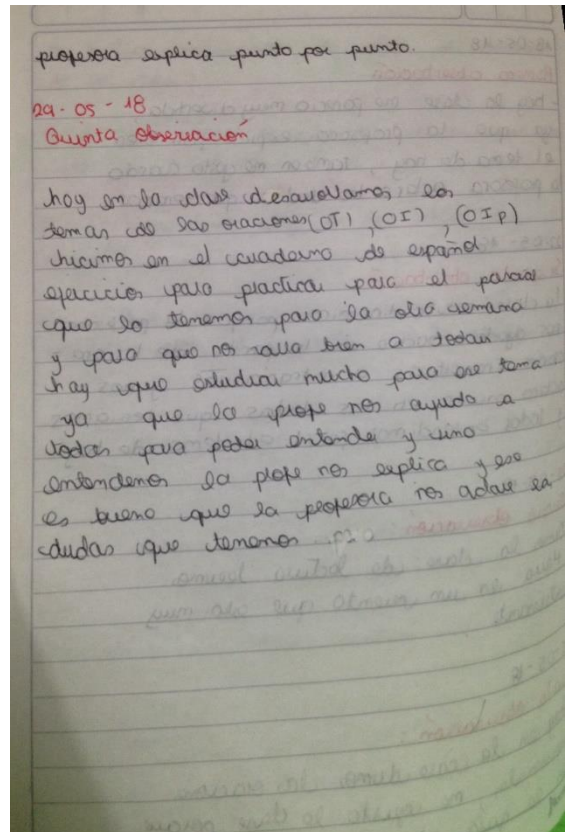 profesora explica punto por punto.
29-05-18
Quinta observación
hoy en la clase desarrollamos los
temas de las oraciones (OT), (OI), (OIp)
hicimos en el cuaderno de español
ejercicios para practicar para el parcial
que lo tenemos para la otra semana
y para que nos valla bien a todas
hay que estudiar mucho para ese tema
ya que la profe nos ayuda a
todas para poder entender y sino
entendemos la profe nos explica y eso
es bueno que la profesora nos aclare las
dudas que tenemos